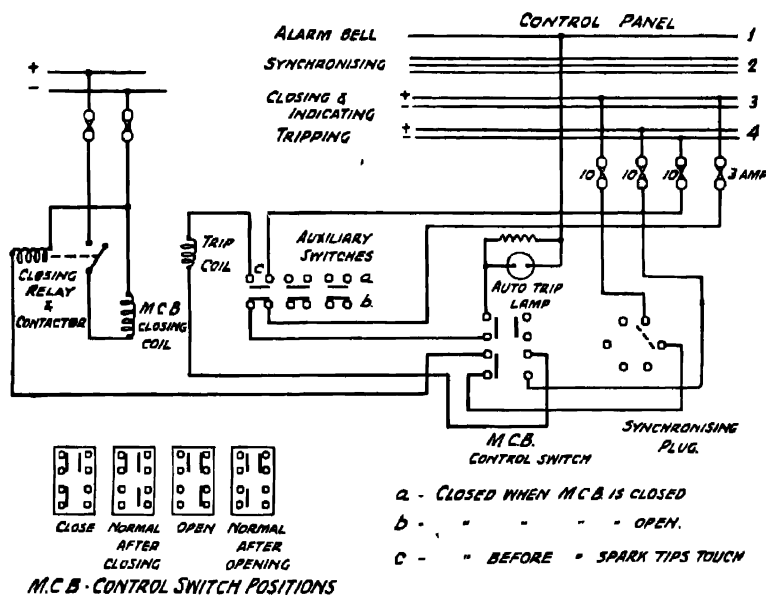 CONTROL PANEL
ALARM BELL 1
SYNCHRONISING 2
+
-
CLOSING &
INDICATING
+
-
3
TRIPPING
+
-
4
10 10 10 3 AMP
TRIP
COIL
AUXILIARY
SWITCHES
c
a
b
AUTO TRIP
LAMP
CLOSING
RELAY
&
CONTACTOR
M.C.B
CLOSING
COIL
M.C.B.
CONTROL SWITCH
SYNCHRONISING
PLUG.
CLOSE
NORMAL
AFTER
CLOSING
OPEN
NORMAL
AFTER
OPENING
M.C.B - CONTROL SWITCH POSITIONS
a - CLOSED WHEN M.C.B. IS CLOSED
b - " " " " OPEN.
c - " BEFORE " SPARK TIPS TOUCH